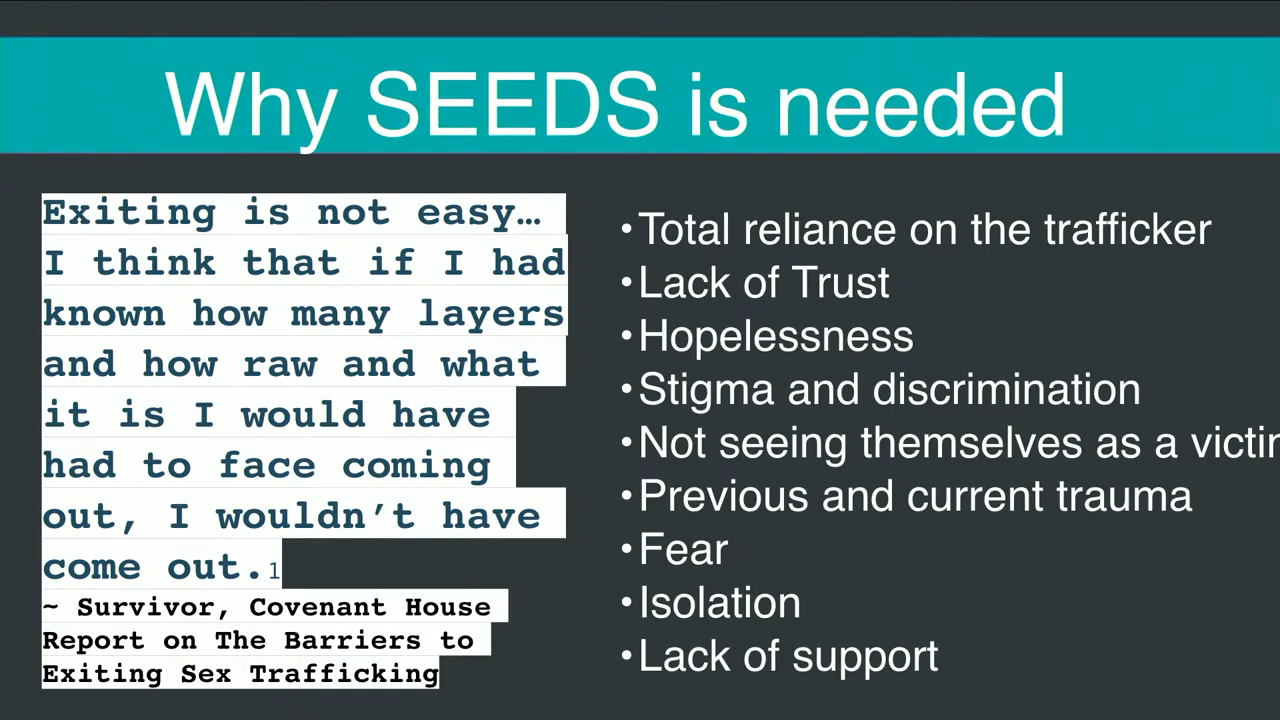 Why SEEDS is needed
Exiting is not easy…
I think that if I had
known how many layers
and how raw and what
it is I would have
had to face coming
out, I wouldn’t have
come out.1
~ Survivor, Covenant House
Report on The Barriers to
Exiting Sex Trafficking
•Total reliance on the trafficker
•Lack of Trust
•Hopelessness
•Stigma and discrimination
•Not seeing themselves as a
•Previous and current trauma
•Fear
•Isolation
•Lack of support